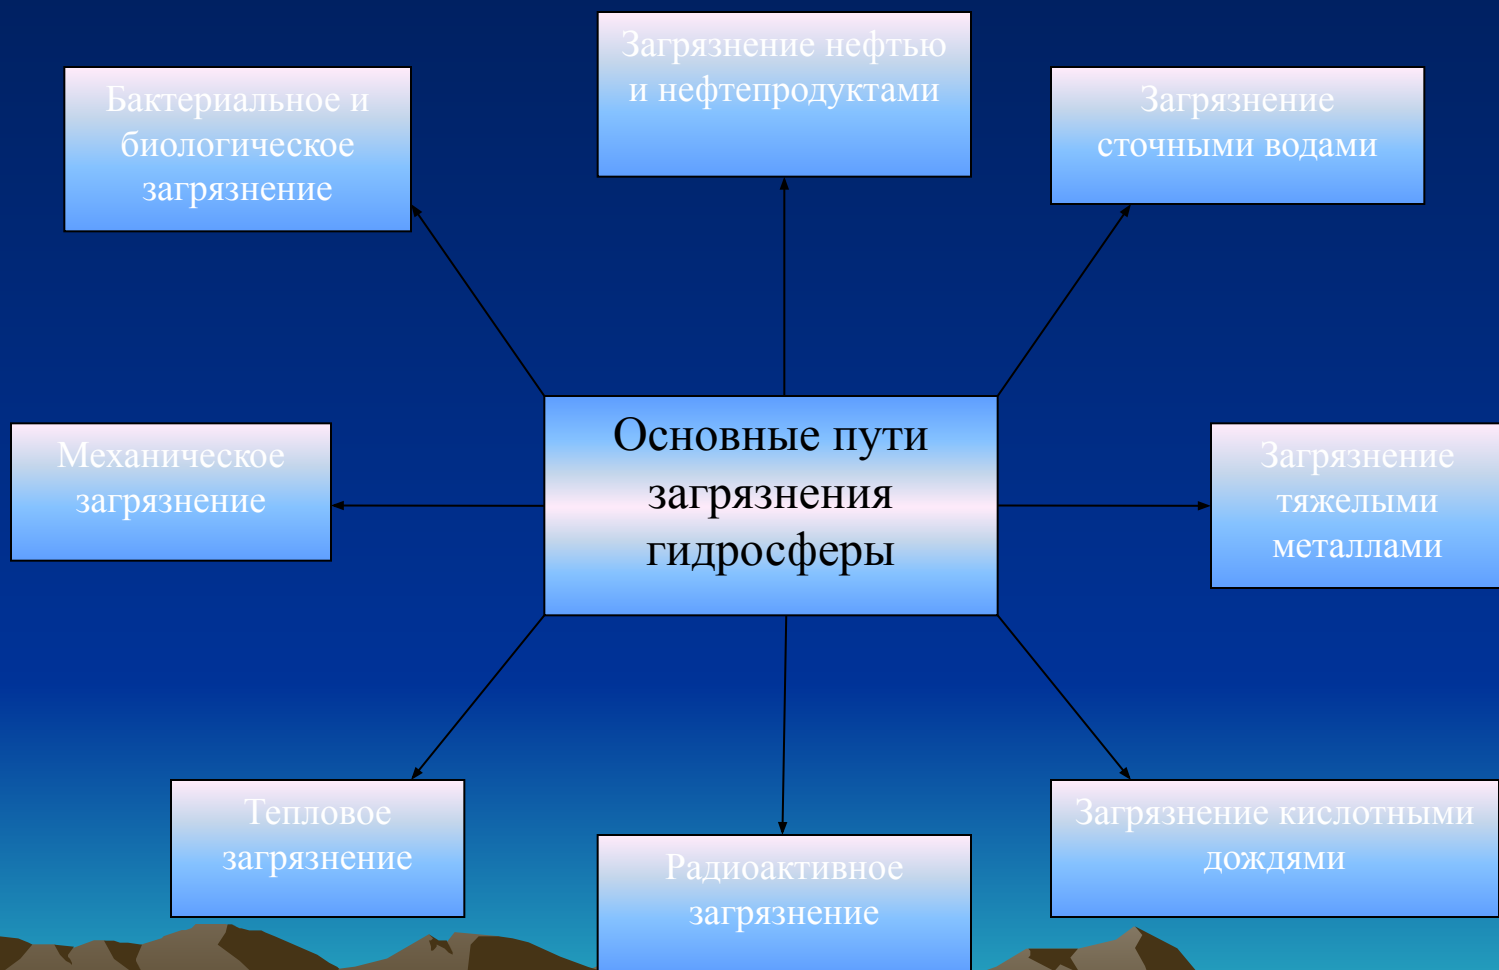 Загрязнение нефтью
и нефтепродуктами
Бактериальное и
биологическое
загрязнение
Загрязнение
сточными водами
Основные пути
загрязнения
гидросферы
Механическое
загрязнение
Загрязнение
тяжелыми
металлами
Тепловое
загрязнение
Радиоактивное
загрязнение
Загрязнение кислотными
дождями